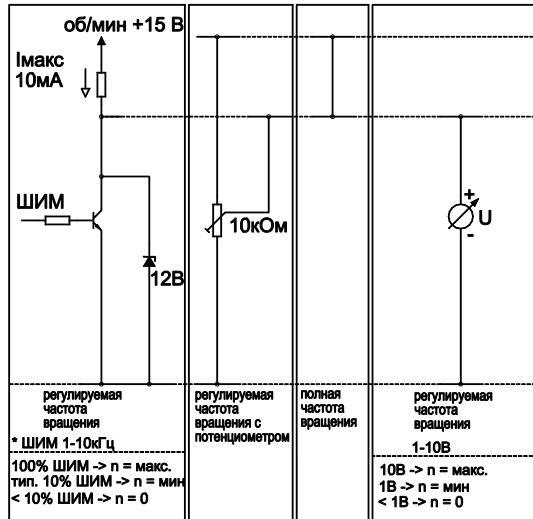 об/мин +15 В
Iмакс
10мА
ШИМ
12В
регулируемая
частота
вращения
* ШИМ 1-10кГц
100% ШИМ -> n = макс.
тип. 10% ШИМ -> n = мин
< 10% ШИМ -> n = 0
10кОм
регулируемая
частота
вращения с
потенциометром
полная
частота
вращения
+
U
-
регулируемая
частота
вращения
1-10В
10В -> n = макс.
1В -> n = мин
< 1В -> n = 0